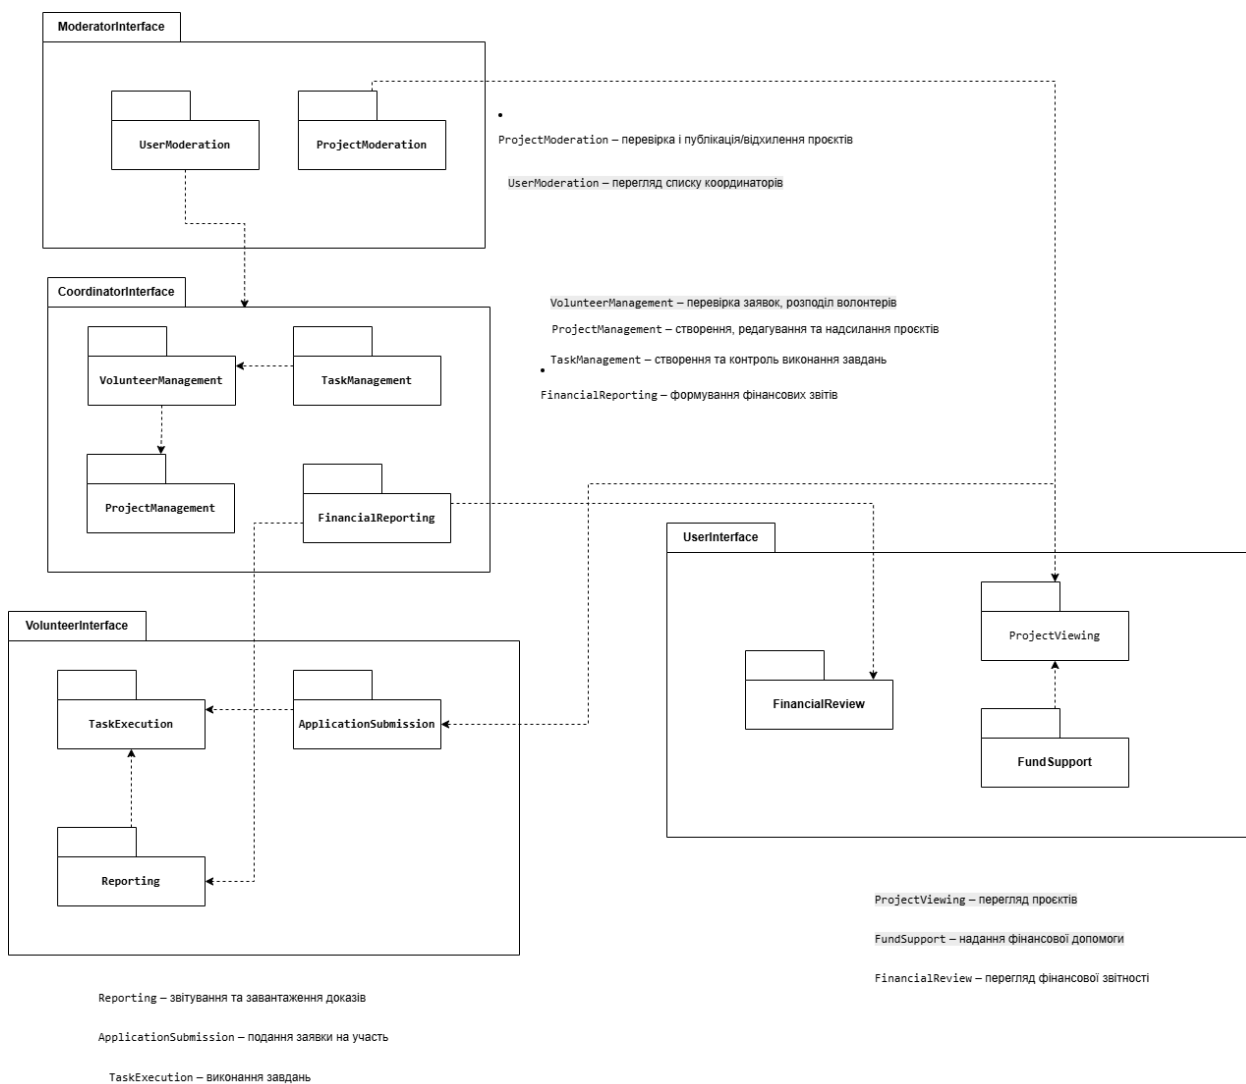 ModeratorInterface
UserModeration
ProjectModeration
ProjectModeration – перевірка і публікація/відхилення проєктів
UserModeration – перегляд списку координаторів
CoordinatorInterface
VolunteerManagement
TaskManagement
ProjectManagement
FinancialReporting
VolunteerManagement – перевірка заявок, розподіл волонтерів
ProjectManagement – створення, редагування та надсилання проєктів
TaskManagement – створення та контроль виконання завдань
FinancialReporting – формування фінансових звітів
UserInterface
ProjectViewing
FinancialReview
FundSupport
VolunteerInterface
TaskExecution
ApplicationSubmission
Reporting
ProjectViewing – перегляд проєктів
FundSupport – надання фінансової допомоги
FinancialReview – перегляд фінансової звітності
Reporting – звітування та завантаження доказів
ApplicationSubmission – подання заявки на участь
TaskExecution – виконання завдань